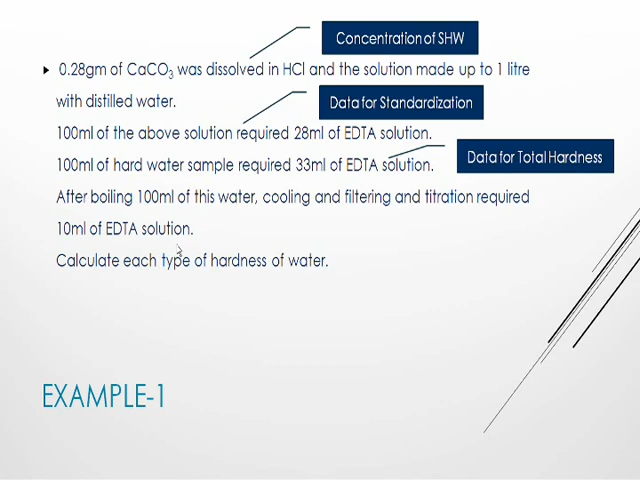 Concentration of SHW
0.28gm of CaCO3 was dissolved in HCl and the solution made up to 1 litre
with distilled water.
Data for Standardization
100ml of the above solution required 28ml of EDTA solution.
Data for Total Hardness
100ml of hard water sample required 33ml of EDTA solution.
After boiling 100ml of this water, cooling and filtering and titration required
10ml of EDTA solution.
Calculate each type of hardness of water.
EXAMPLE-1